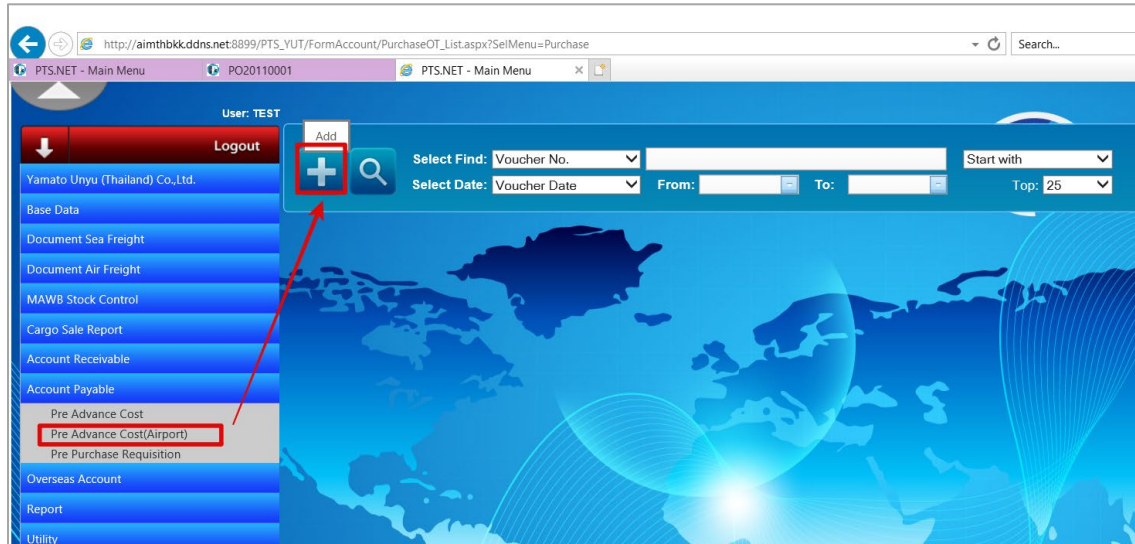 http://aimthbkk.ddns.net:8899/PTS_YUT/FormAccount/PurchaseOT_List.aspx?SelMenu=Purchase
Search...
PTS.NET - Main Menu
PO20110001
PTS.NET - Main Menu
User: TEST
Logout
Add
Select Find: Voucher No. Start with
Select Date: Voucher Date From: To: Top: 25
Yamato Unyu (Thailand) Co.,Ltd.
Base Data
Document Sea Freight
Document Air Freight
MAWB Stock Control
Cargo Sale Report
Account Receivable
Account Payable
Pre Advance Cost
Pre Advance Cost(Airport)
Pre Purchase Requisition
Overseas Account
Report
Utility